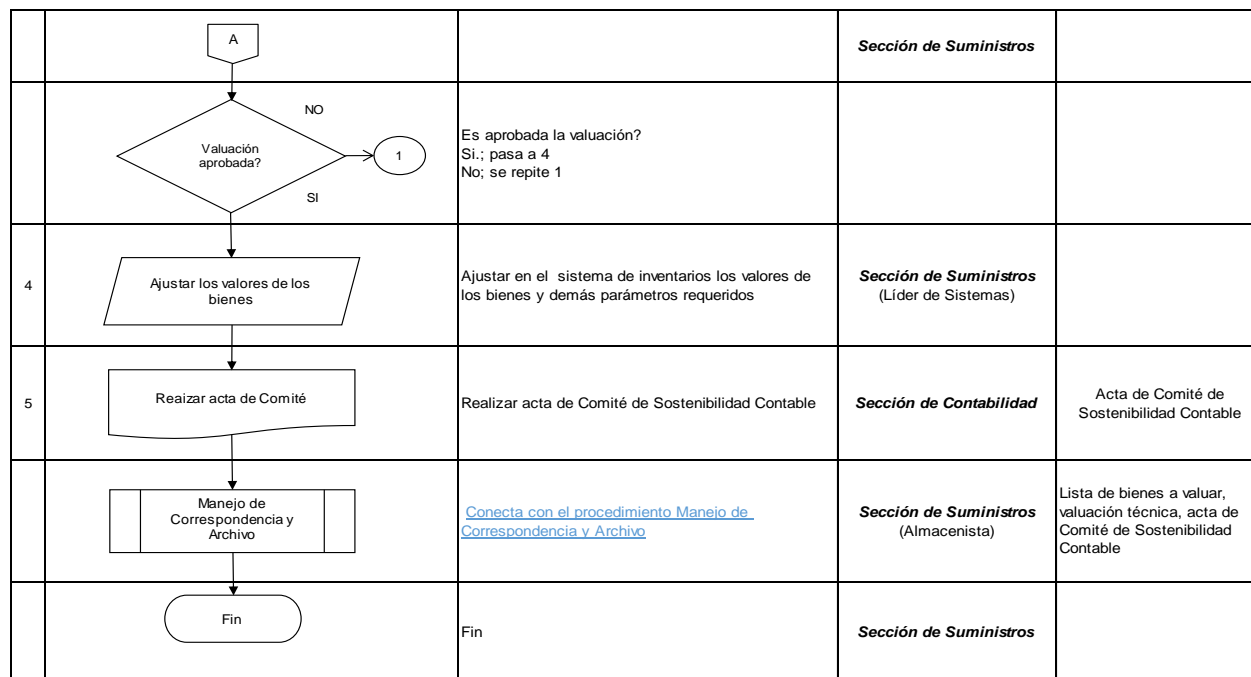 A
Sección de Suministros
NO
Valuación
aprobada?
1
SI
Es aprobada la valuación?
Si.; pasa a 4
No; se repite 1
4
Ajustar los valores de los
bienes
Ajustar en el  sistema de inventarios los valores de
los bienes y demás parámetros requeridos
Sección de Suministros
(Líder de Sistemas)
5
Reaizar acta de Comité
Realizar acta de Comité de Sostenibilidad Contable
Sección de Contabilidad
Acta de Comité de
Sostenibilidad Contable
Manejo de
Correspondencia y
Archivo
Conecta con el procedimiento Manejo de
Correspondencia y Archivo
Sección de Suministros
(Almacenista)
Lista de bienes a valuar,
valuación técnica, acta de
Comité de Sostenibilidad
Contable
Fin
Fin
Sección de Suministros